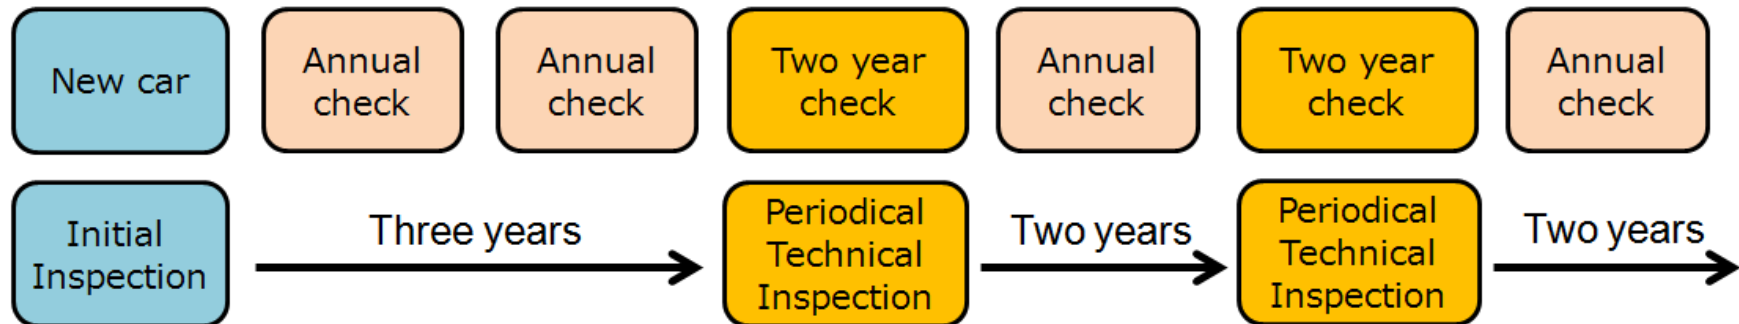 New car
Annual
check
Annual
check
Two year
check
Annual
check
Two year
check
Annual
check
Initial
Inspection
Three years
Periodical
Technical
Inspection
Two years
Periodical
Technical
Inspection
Two years